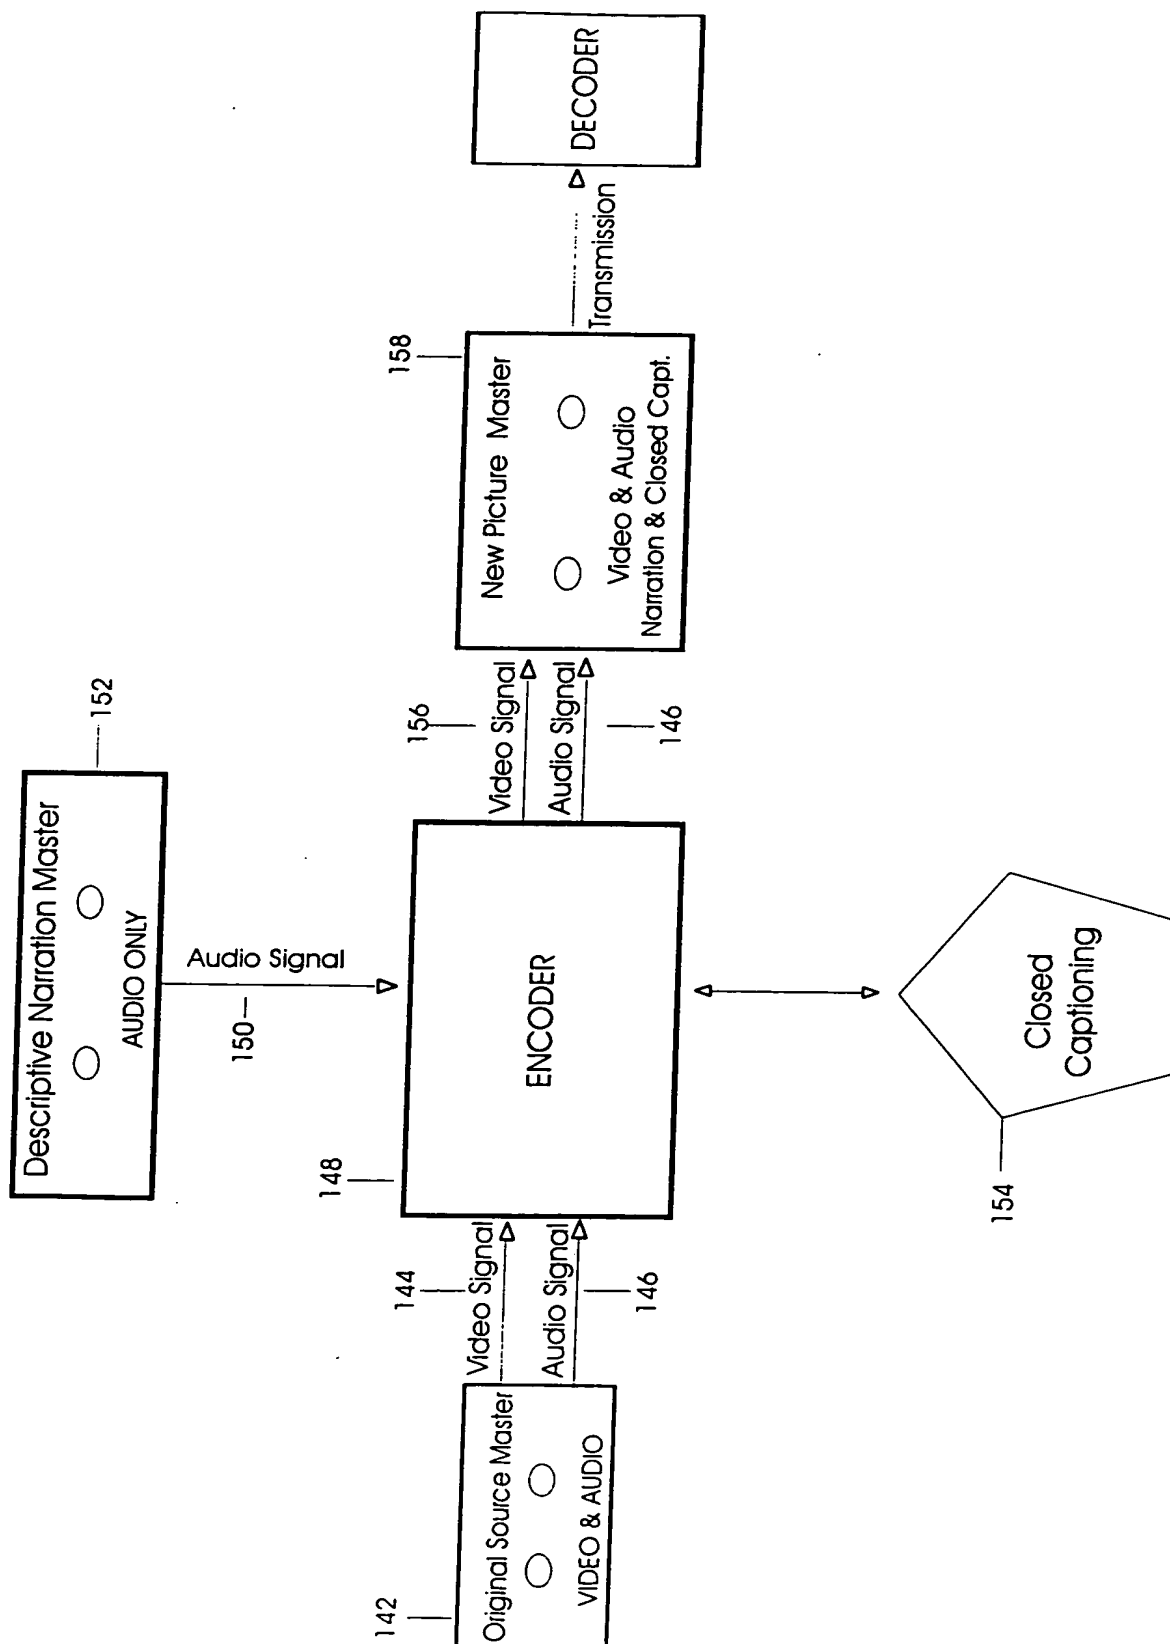 Descriptive Narration Master
AUDIO ONLY
152
Audio Signal
150
142
Original Source Master
VIDEO & AUDIO
144
Video Signal
Audio Signal
146
148
ENCODER
156
Video Signal
Audio Signal
146
158
New Picture Master
Video & Audio
Narration & Closed Capt.
Transmission
DECODER
154
Closed
Captioning